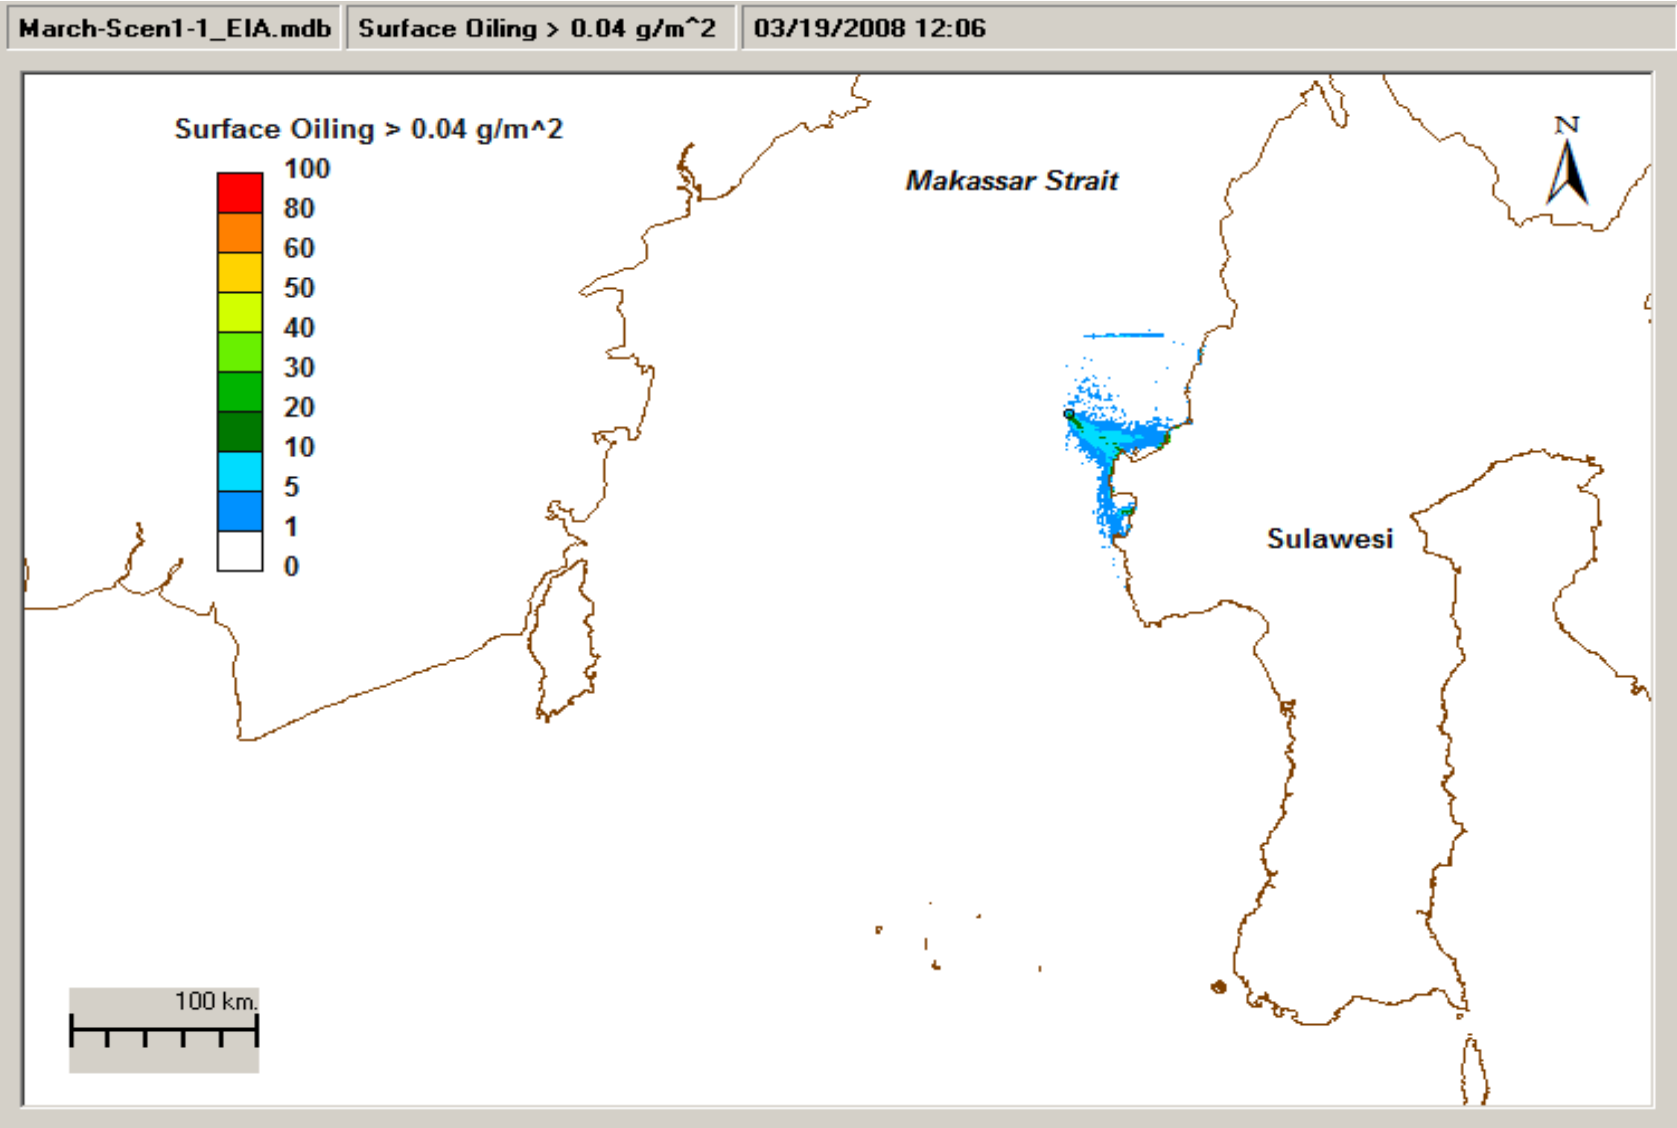 March-Scen1-1_EIA.mdb
Surface Oiling > 0.04 g/m^2
03/19/2008 12:06
Surface Oiling > 0.04 g/m^2
100
80
60
50
40
30
20
10
5
1
0
Makassar Strait
N
Sulawesi
100 km.